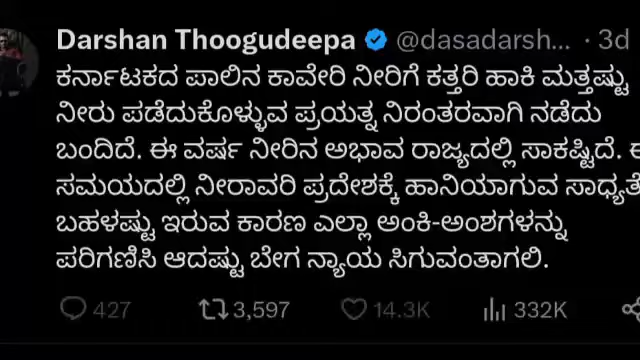 Darshan Thoogudeepa @dasadarsh... · 3d
ಕರ್ನಾಟಕದ ಪಾಲಿನ ಕಾವೇರಿ ನೀರಿಗೆ ಕತ್ತರಿ ಹಾಕಿ ಮತ್ತಷ್ಟು
ನೀರು ಪಡೆದುಕೊಳ್ಳುವ ಪ್ರಯತ್ನ ನಿರಂತರವಾಗಿ ನಡೆದು
ಬಂದಿದೆ. ಈ ವರ್ಷ ನೀರಿನ ಅಭಾವ ರಾಜ್ಯದಲ್ಲಿ ಸಾಕಷ್ಟಿದೆ.
ಸಮಯದಲ್ಲಿ ನೀರಾವರಿ ಪ್ರದೇಶಕ್ಕೆ ಹಾನಿಯಾಗುವ ಸಾಧ್ಯತೆ
ಬಹಳಷ್ಟು ಇರುವ ಕಾರಣ ಎಲ್ಲಾ ಅಂಕಿ-ಅಂಶಗಳನ್ನು
ಪರಿಗಣಿಸಿ ಆದಷ್ಟು ಬೇಗ ನ್ಯಾಯ ಸಿಗುವಂತಾಗಲಿ.
427 3,597 14.3K 332K